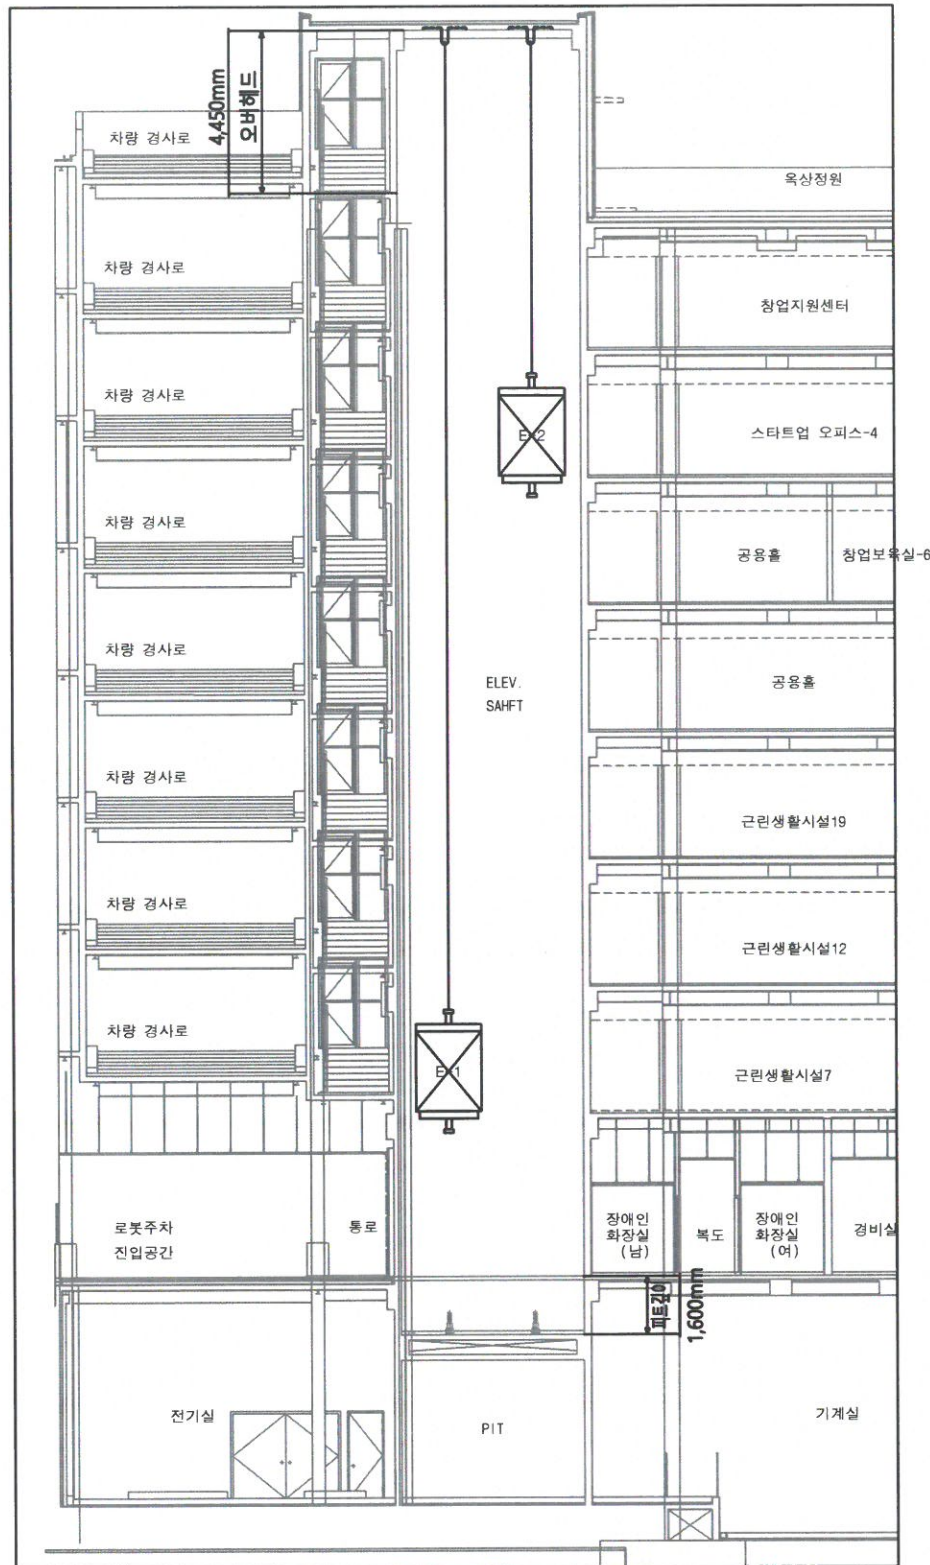 4,450mm
오버헤드
차량 경사로
옥상정원
차량 경사로
창업지원센터
차량 경사로
스타트업 오피스-4
차량 경사로
공용홀
창업보육실-6
차량 경사로
공용홀
ELEV.
SAHFT
차량 경사로
근린생활시설19
차량 경사로
근린생활시설12
차량 경사로
근린생활시설7
로봇주차
진입공간
통로
장애인
화장실
(남)
복도
장애인
화장실
(여)
경비실
피트깊이
1,600mm
전기실
PIT
기계실